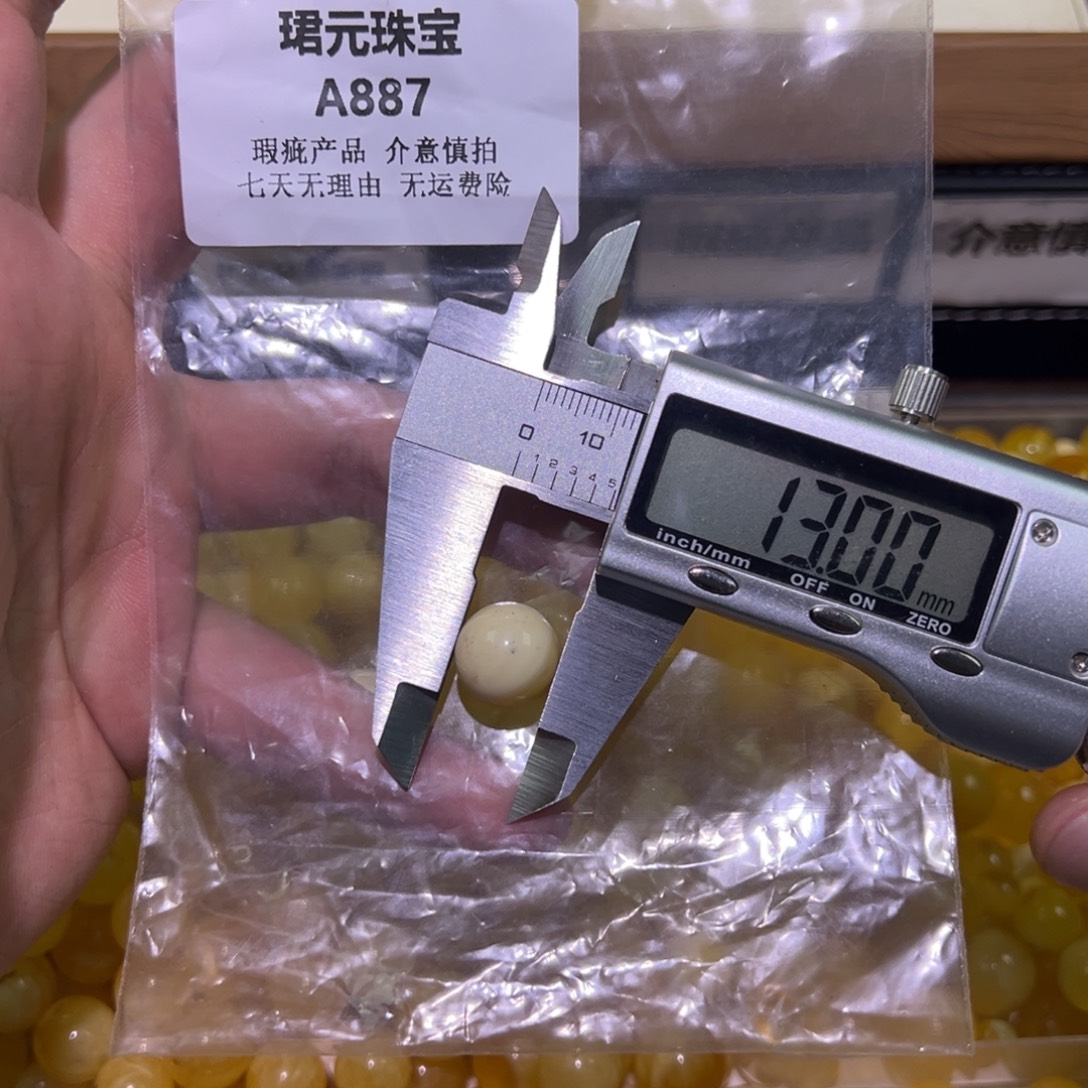 珺元珠宝
A887
瑕疵产品 介意慎拍
七天无理由 无运费险
介意慎
0 10
1 2 3 4 5
13.00 mm
inch/mm
OFF
ON
ZERO